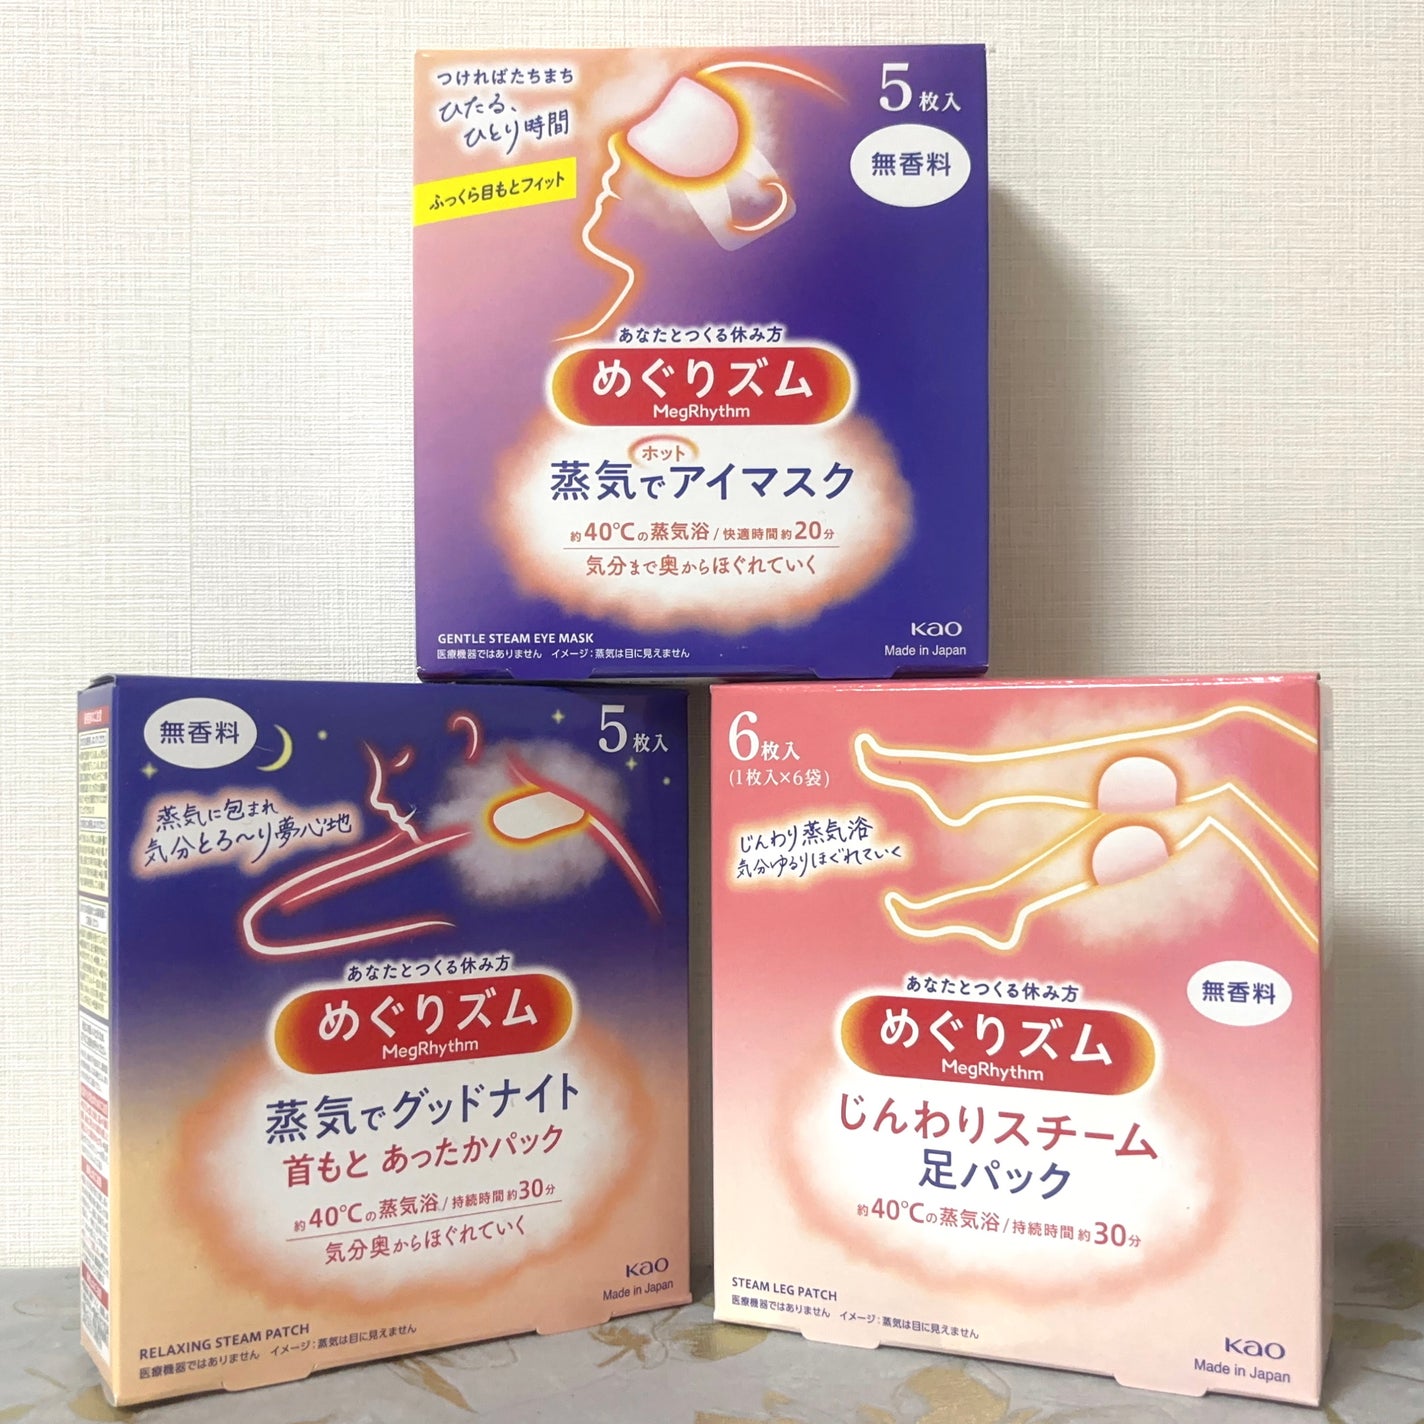 つければたちまち
ひたる、
ひとり時間
ふっくら目もとフィット
5枚入
無香料
あなたとつくる休み方
めぐりズム
MegRhythm
ホット
蒸気でアイマスク
約40℃の蒸気浴/快適時間約20分
気分まで奥からほぐれていく
GENTLE STEAM EYE MASK
医療機器ではありません イメージ:蒸気は目に見えません
Kao
Made in Japan
無香料
5枚入
蒸気に包まれ
気分とろ〜り夢心地
あなたとつくる休み方
めぐりズム
MegRhythm
蒸気でグッドナイト
首もと あったかパック
約40℃の蒸気浴/持続時間約30分
気分奥からほぐれていく
Kao
Made in Japan
RELAXING STEAM PATCH
医療機器ではありません イメージ:蒸気は目に見えません
6枚入
(1枚入×6袋)
じんわり蒸気浴
気分ゆるりほぐれていく
無香料
あなたとつくる休み方
めぐりズム
MegRhythm
じんわりスチーム
足パック
約40℃の蒸気浴/持続時間約30分
STEAM LEG PATCH
医療機器ではありません イメージ:蒸気は目に見えません
Kao
Made in Japan